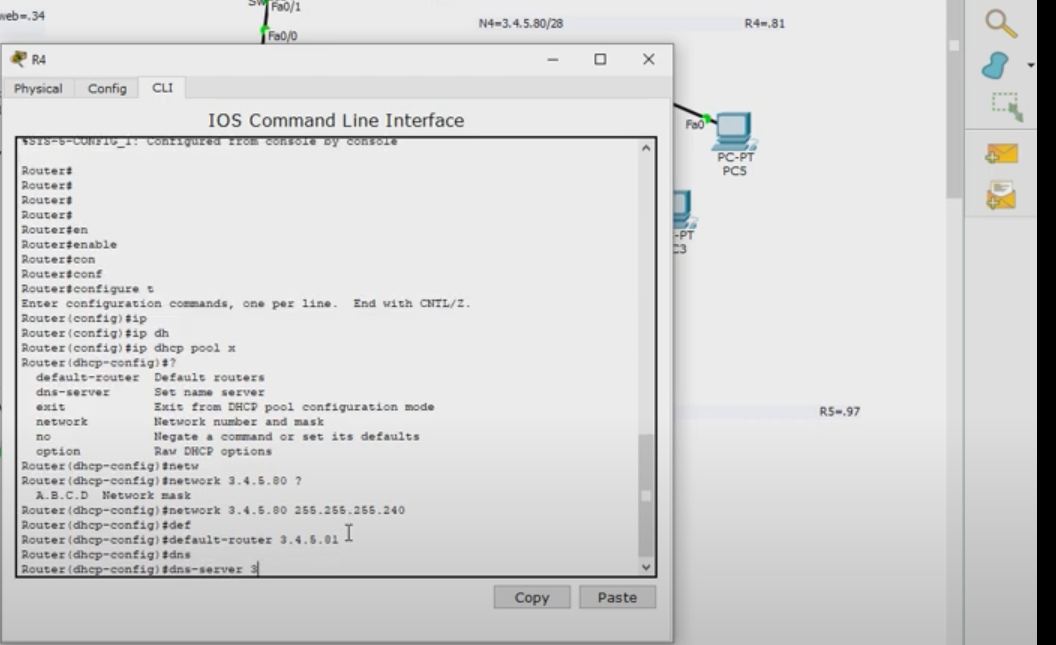 web=.34
Fa0/1
N4=3.4.5.80/28
R4=.81
Fa0/0
R4
Physical
Config
CLI
IOS Command Line Interface
%SYS-5-CONFIG_I: Configured from console by console
Router#
Router#
Router#
Router#
Router#en
Router#enable
Router#con
Router#conf
Router#configure t
Enter configuration commands, one per line.  End with CNTL/Z.
Router(config)#ip
Router(config)#ip dh
Router(config)#ip dhcp pool x
Router(dhcp-config)#?
default-router  Default routers
dns-server      Set name server
exit            Exit from DHCP pool configuration mode
network         Network number and mask
no              Negate a command or set its defaults
option          Raw DHCP options
Router(dhcp-config)#netw
Router(dhcp-config)#network 3.4.5.80 ?
A.B.C.D  Network mask
Router(dhcp-config)#network 3.4.5.80 255.255.255.240
Router(dhcp-config)#def
Router(dhcp-config)#default-router 3.4.5.81
Router(dhcp-config)#dns
Router(dhcp-config)#dns-server 3
Copy
Paste
Fa0
PC-PT
PC5
-PT
C3
R5=.97